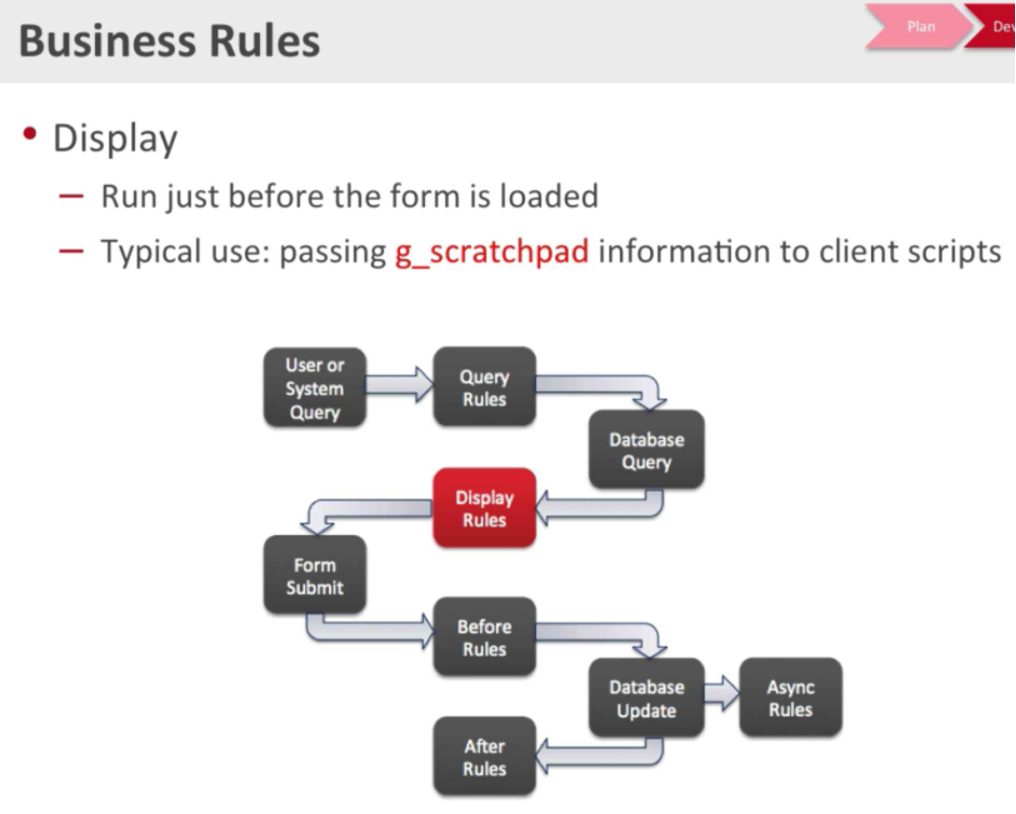 Business Rules
Plan
Dev
• Display
– Run just before the form is loaded
– Typical use: passing g_scratchpad information to client scripts
User or
System
Query
Query
Rules
Database
Query
Display
Rules
Form
Submit
Before
Rules
Database
Update
Async
Rules
After
Rules